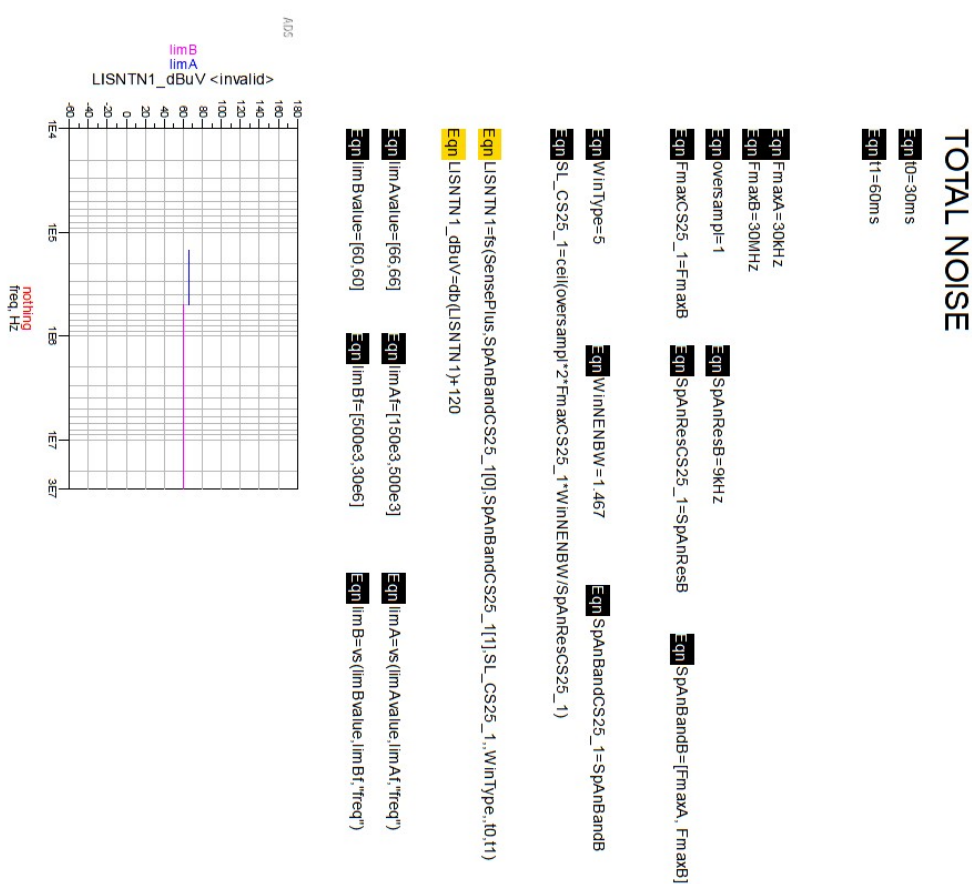 TOTAL NOISE
Eqn t0=30ms
Eqn t1=60ms
Eqn FmaxA=30kHz
Eqn FmaxB=30MHz
Eqn oversampl=1 Eqn SpAnResB=9kHz
Eqn FmaxCS25_1=FmaxB Eqn SpAnResCS25_1=SpAnResB Eqn SpAnBandB=[FmaxA, FmaxB]
Eqn WinType=5 Eqn WinNENBW=1.467 Eqn SpAnBandCS25_1=SpAnBandB
Eqn SL_CS25_1=ceil(oversampl*2*FmaxCS25_1*WinNENBW/SpAnResCS25_1)
Eqn LISNTN1=fs(SensePlus,SpAnBandCS25_1[0],SpAnBandCS25_1[1],SL_CS25_1,,WinType,,t0,t1)
Eqn LISNTN1_dBuV=db(LISNTN1)+120
Eqn limAvalue=[66,66] Eqn limAf=[150e3,500e3] Eqn limA=vs(limAvalue,limAf,"freq")
Eqn limBvalue=[60,60] Eqn limBf=[500e3,30e6] Eqn limB=vs(limBvalue,limBf,"freq")
ADS
limB
limA
LISNTN1_dBuV <invalid>
180
160
140
120
100
80
60
40
20
0
-20
-40
-60
1E4 1E5 1E6 1E7 3E7
nothing
freq, Hz